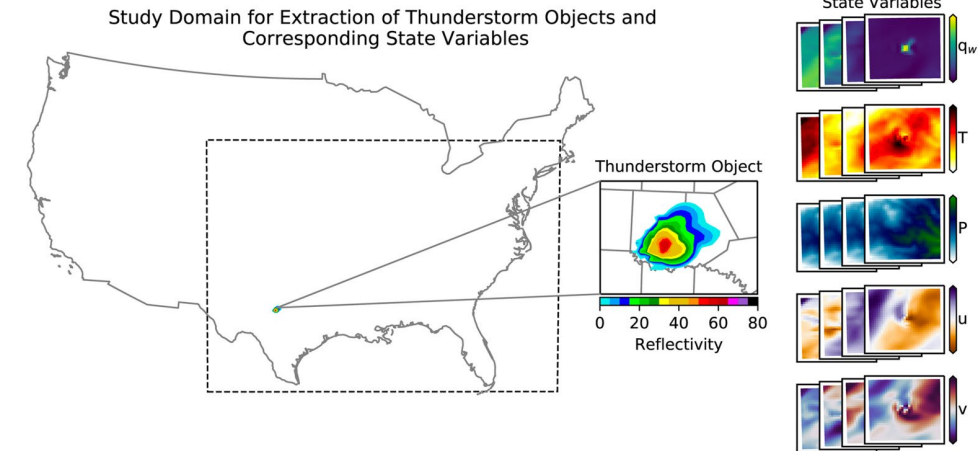 Study Domain for Extraction of Thunderstorm Objects and
Corresponding State Variables
State Variables
Thunderstorm Object
0 20 40 60 80
Reflectivity
qw
T
P
u
v